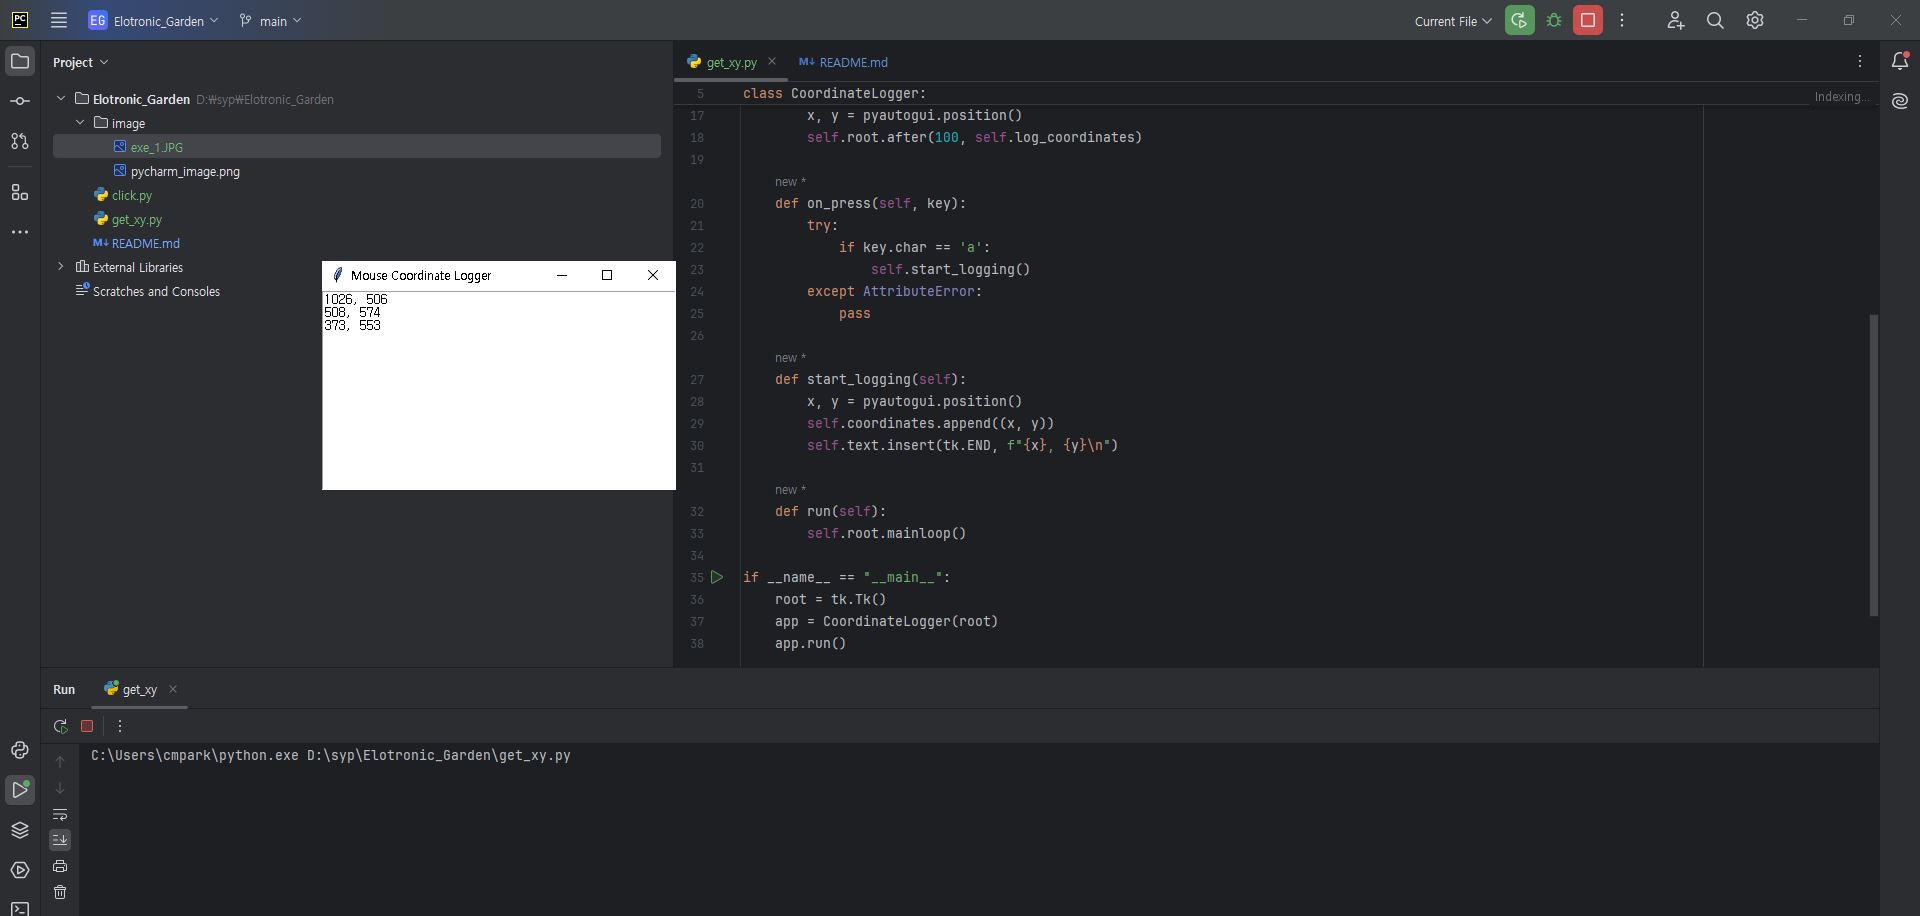 PC
EG Elotronic_Garden
main
Current File
Project
Elotronic_Garden D:₩syp₩Elotronic_Garden
image
exe_1.JPG
pycharm_image.png
click.py
get_xy.py
M↓ README.md
External Libraries
Scratches and Consoles
Mouse Coordinate Logger
1026, 506
508, 574
373, 553
get_xy.py
M↓ README.md
5 class CoordinateLogger:
Indexing...
17 x, y = pyautogui.position()
18 self.root.after(100, self.log_coordinates)
19
new *
20 def on_press(self, key):
21 try:
22 if key.char == 'a':
23 self.start_logging()
24 except AttributeError:
25 pass
26
new *
27 def start_logging(self):
28 x, y = pyautogui.position()
29 self.coordinates.append((x, y))
30 self.text.insert(tk.END, f"{x}, {y}\n")
31
new *
32 def run(self):
33 self.root.mainloop()
34
35 if __name__ == "__main__":
36 root = tk.Tk()
37 app = CoordinateLogger(root)
38 app.run()
Run
get_xy
C:\Users\cmpark\python.exe D:\syp\Elotronic_Garden\get_xy.py